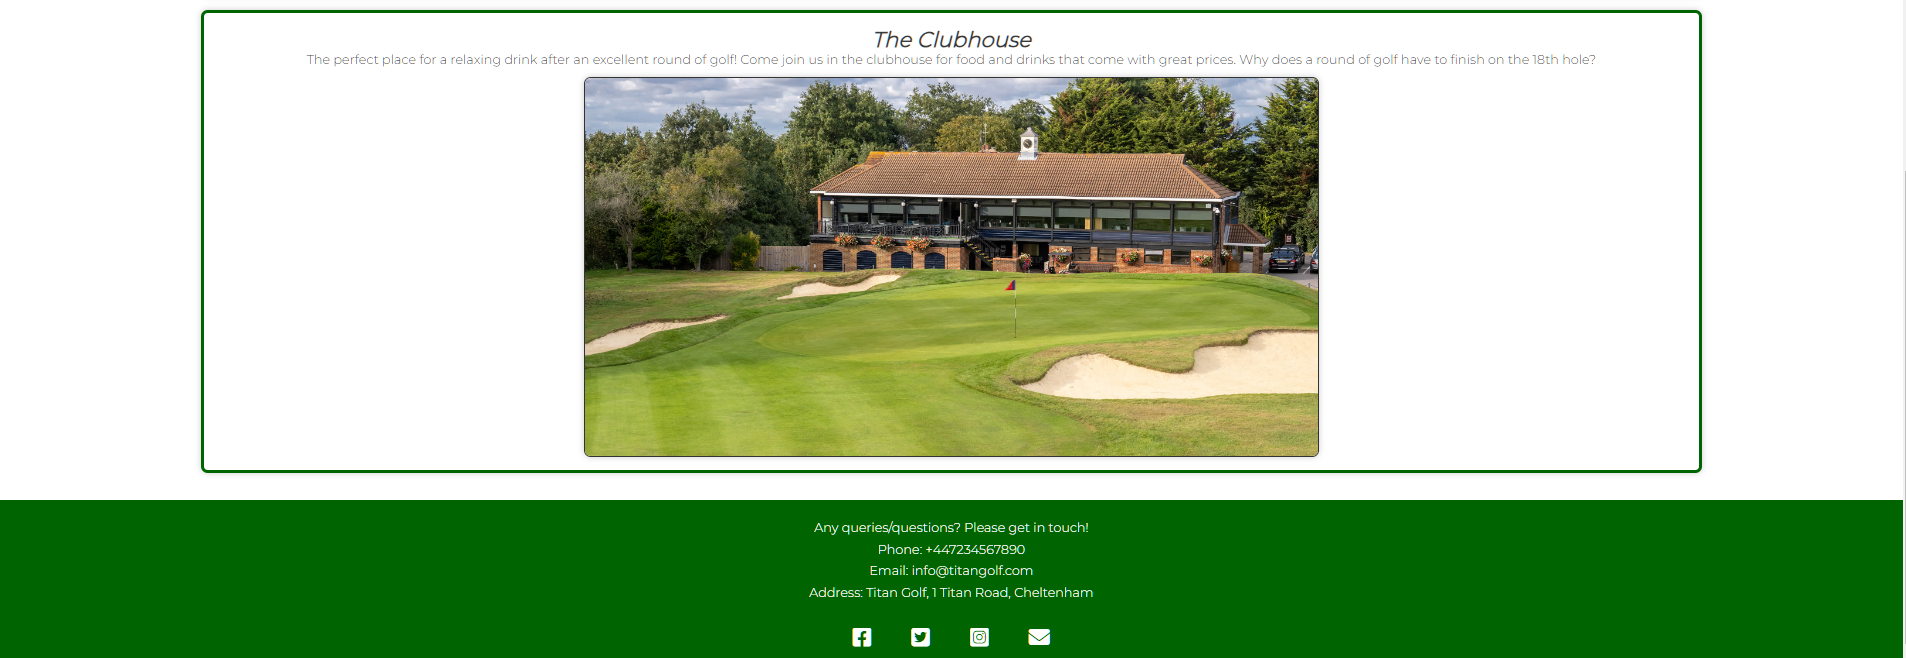 The Clubhouse
The perfect place for a relaxing drink after an excellent round of golf! Come join us in the clubhouse for food and drinks that come with great prices. Why does a round of golf have to finish on the 18th hole?
Any queries/questions? Please get in touch!
Phone: +447234567890
Email: info@titangolf.com
Address: Titan Golf, 1 Titan Road, Cheltenham